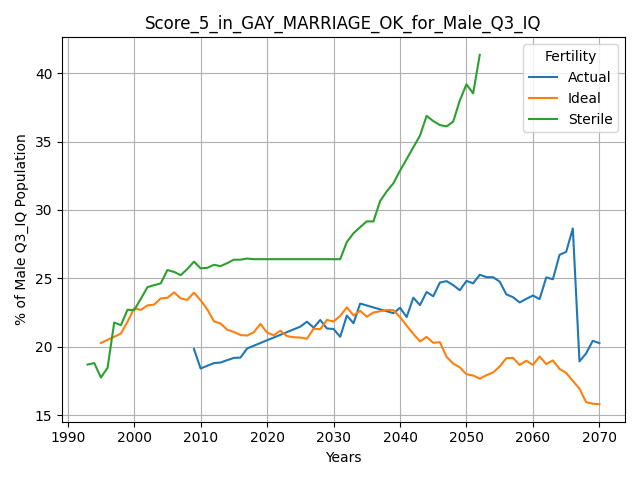 Score_5_in_GAY_MARRIAGE_OK_for_Male_Q3_IQ
% of Male Q3_IQ Population
40
35
30
25
20
15
Fertility
Actual
Ideal
Sterile
1990 2000 2010 2020 2030 2040 2050 2060 2070
Years